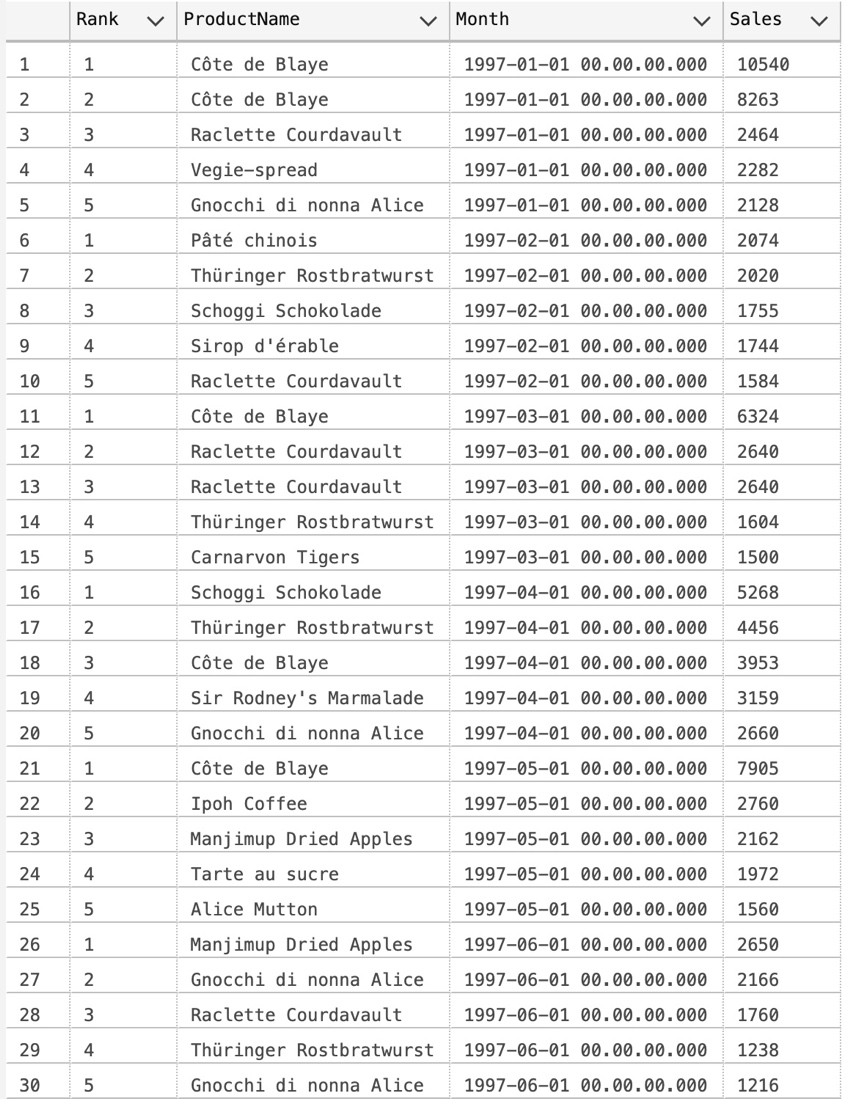 Rank ProductName Month Sales
1 1 Côte de Blaye 1997-01-01 00.00.00.000 10540
2 2 Côte de Blaye 1997-01-01 00.00.00.000 8263
3 3 Raclette Courdavault 1997-01-01 00.00.00.000 2464
4 4 Vegie-spread 1997-01-01 00.00.00.000 2282
5 5 Gnocchi di nonna Alice 1997-01-01 00.00.00.000 2128
6 1 Pâté chinois 1997-02-01 00.00.00.000 2074
7 2 Thüringer Rostbratwurst 1997-02-01 00.00.00.000 2020
8 3 Schoggi Schokolade 1997-02-01 00.00.00.000 1755
9 4 Sirop d'érable 1997-02-01 00.00.00.000 1744
10 5 Raclette Courdavault 1997-02-01 00.00.00.000 1584
11 1 Côte de Blaye 1997-03-01 00.00.00.000 6324
12 2 Raclette Courdavault 1997-03-01 00.00.00.000 2640
13 3 Raclette Courdavault 1997-03-01 00.00.00.000 2640
14 4 Thüringer Rostbratwurst 1997-03-01 00.00.00.000 1604
15 5 Carnarvon Tigers 1997-03-01 00.00.00.000 1500
16 1 Schoggi Schokolade 1997-04-01 00.00.00.000 5268
17 2 Thüringer Rostbratwurst 1997-04-01 00.00.00.000 4456
18 3 Côte de Blaye 1997-04-01 00.00.00.000 3953
19 4 Sir Rodney's Marmalade 1997-04-01 00.00.00.000 3159
20 5 Gnocchi di nonna Alice 1997-04-01 00.00.00.000 2660
21 1 Côte de Blaye 1997-05-01 00.00.00.000 7905
22 2 Ipoh Coffee 1997-05-01 00.00.00.000 2760
23 3 Manjimup Dried Apples 1997-05-01 00.00.00.000 2162
24 4 Tarte au sucre 1997-05-01 00.00.00.000 1972
25 5 Alice Mutton 1997-05-01 00.00.00.000 1560
26 1 Manjimup Dried Apples 1997-06-01 00.00.00.000 2650
27 2 Gnocchi di nonna Alice 1997-06-01 00.00.00.000 2166
28 3 Raclette Courdavault 1997-06-01 00.00.00.000 1760
29 4 Thüringer Rostbratwurst 1997-06-01 00.00.00.000 1238
30 5 Gnocchi di nonna Alice 1997-06-01 00.00.00.000 1216